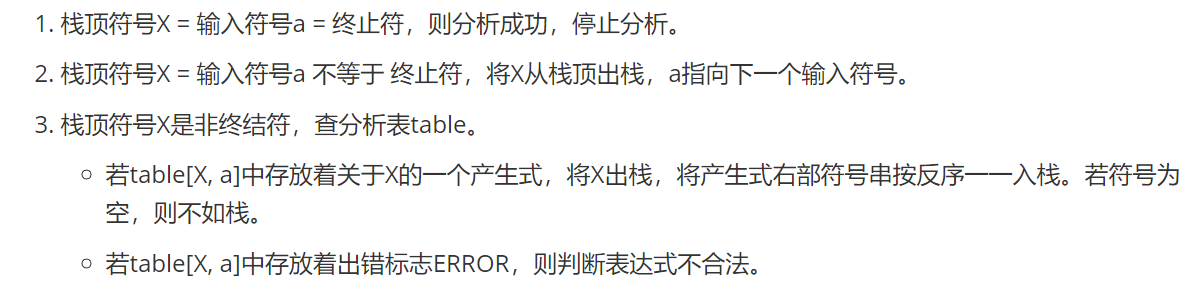 1. 栈顶符号X = 输入符号a = 终止符，则分析成功，停止分析。
2. 栈顶符号X = 输入符号a 不等于 终止符，将X从栈顶出栈，a指向下一个输入符号。
3. 栈顶符号X是非终结符，查分析表table。
○ 若table[X, a]中存放着关于X的一个产生式，将X出栈，将产生式右部符号串按反序一一入栈。若符号为
空，则不如栈。
○ 若table[X, a]中存放着出错标志ERROR，则判断表达式不合法。